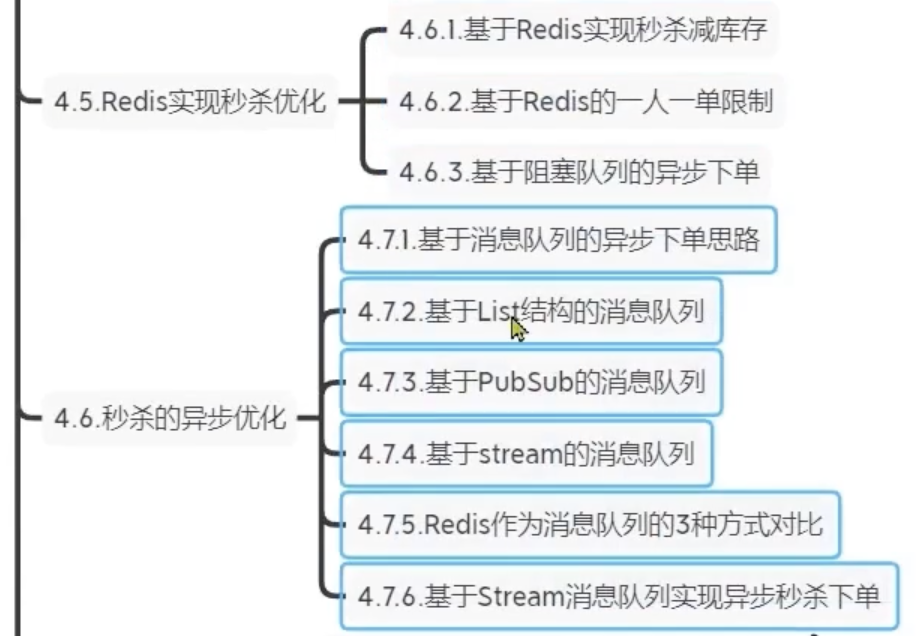 4.5.Redis实现秒杀优化
4.6.1.基于Redis实现秒杀减库存
4.6.2.基于Redis的一人一单限制
4.6.3.基于阻塞队列的异步下单
4.6.秒杀的异步优化
4.7.1.基于消息队列的异步下单思路
4.7.2.基于List结构的消息队列
4.7.3.基于PubSub的消息队列
4.7.4.基于stream的消息队列
4.7.5.Redis作为消息队列的3种方式对比
4.7.6.基于Stream消息队列实现异步秒杀下单